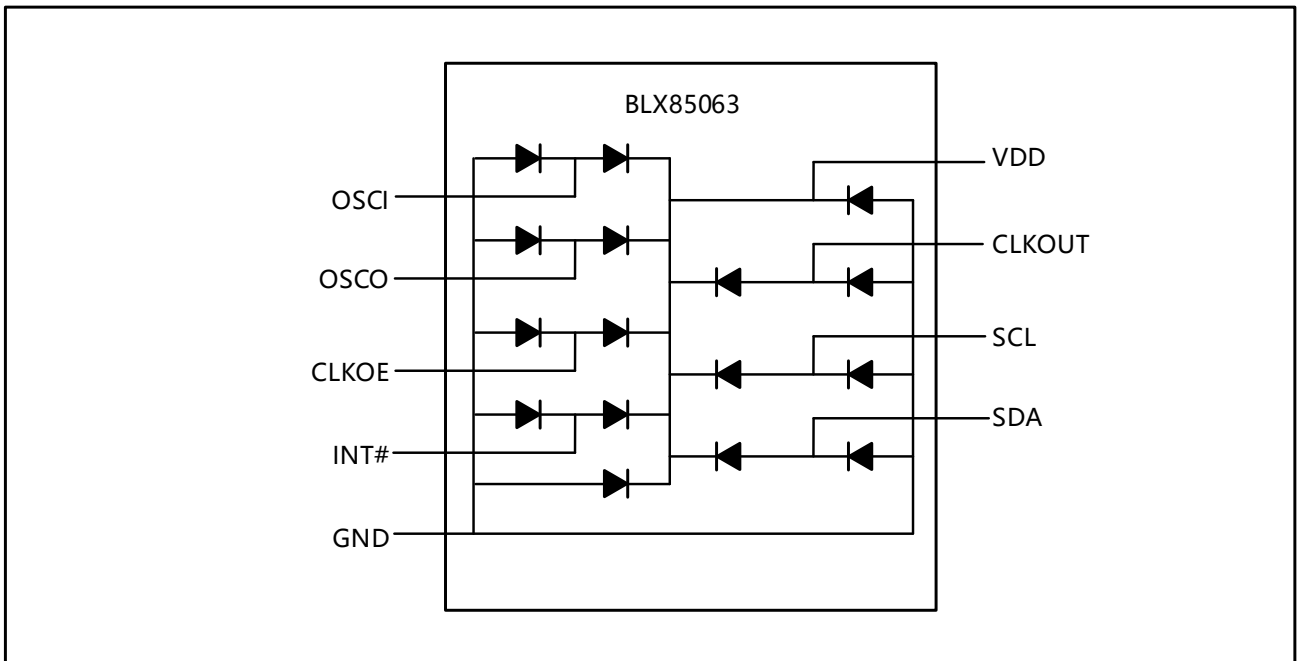 BLX85063
OSCI
OSCO
CLKOE
INT#
GND
VDD
CLKOUT
SCL
SDA